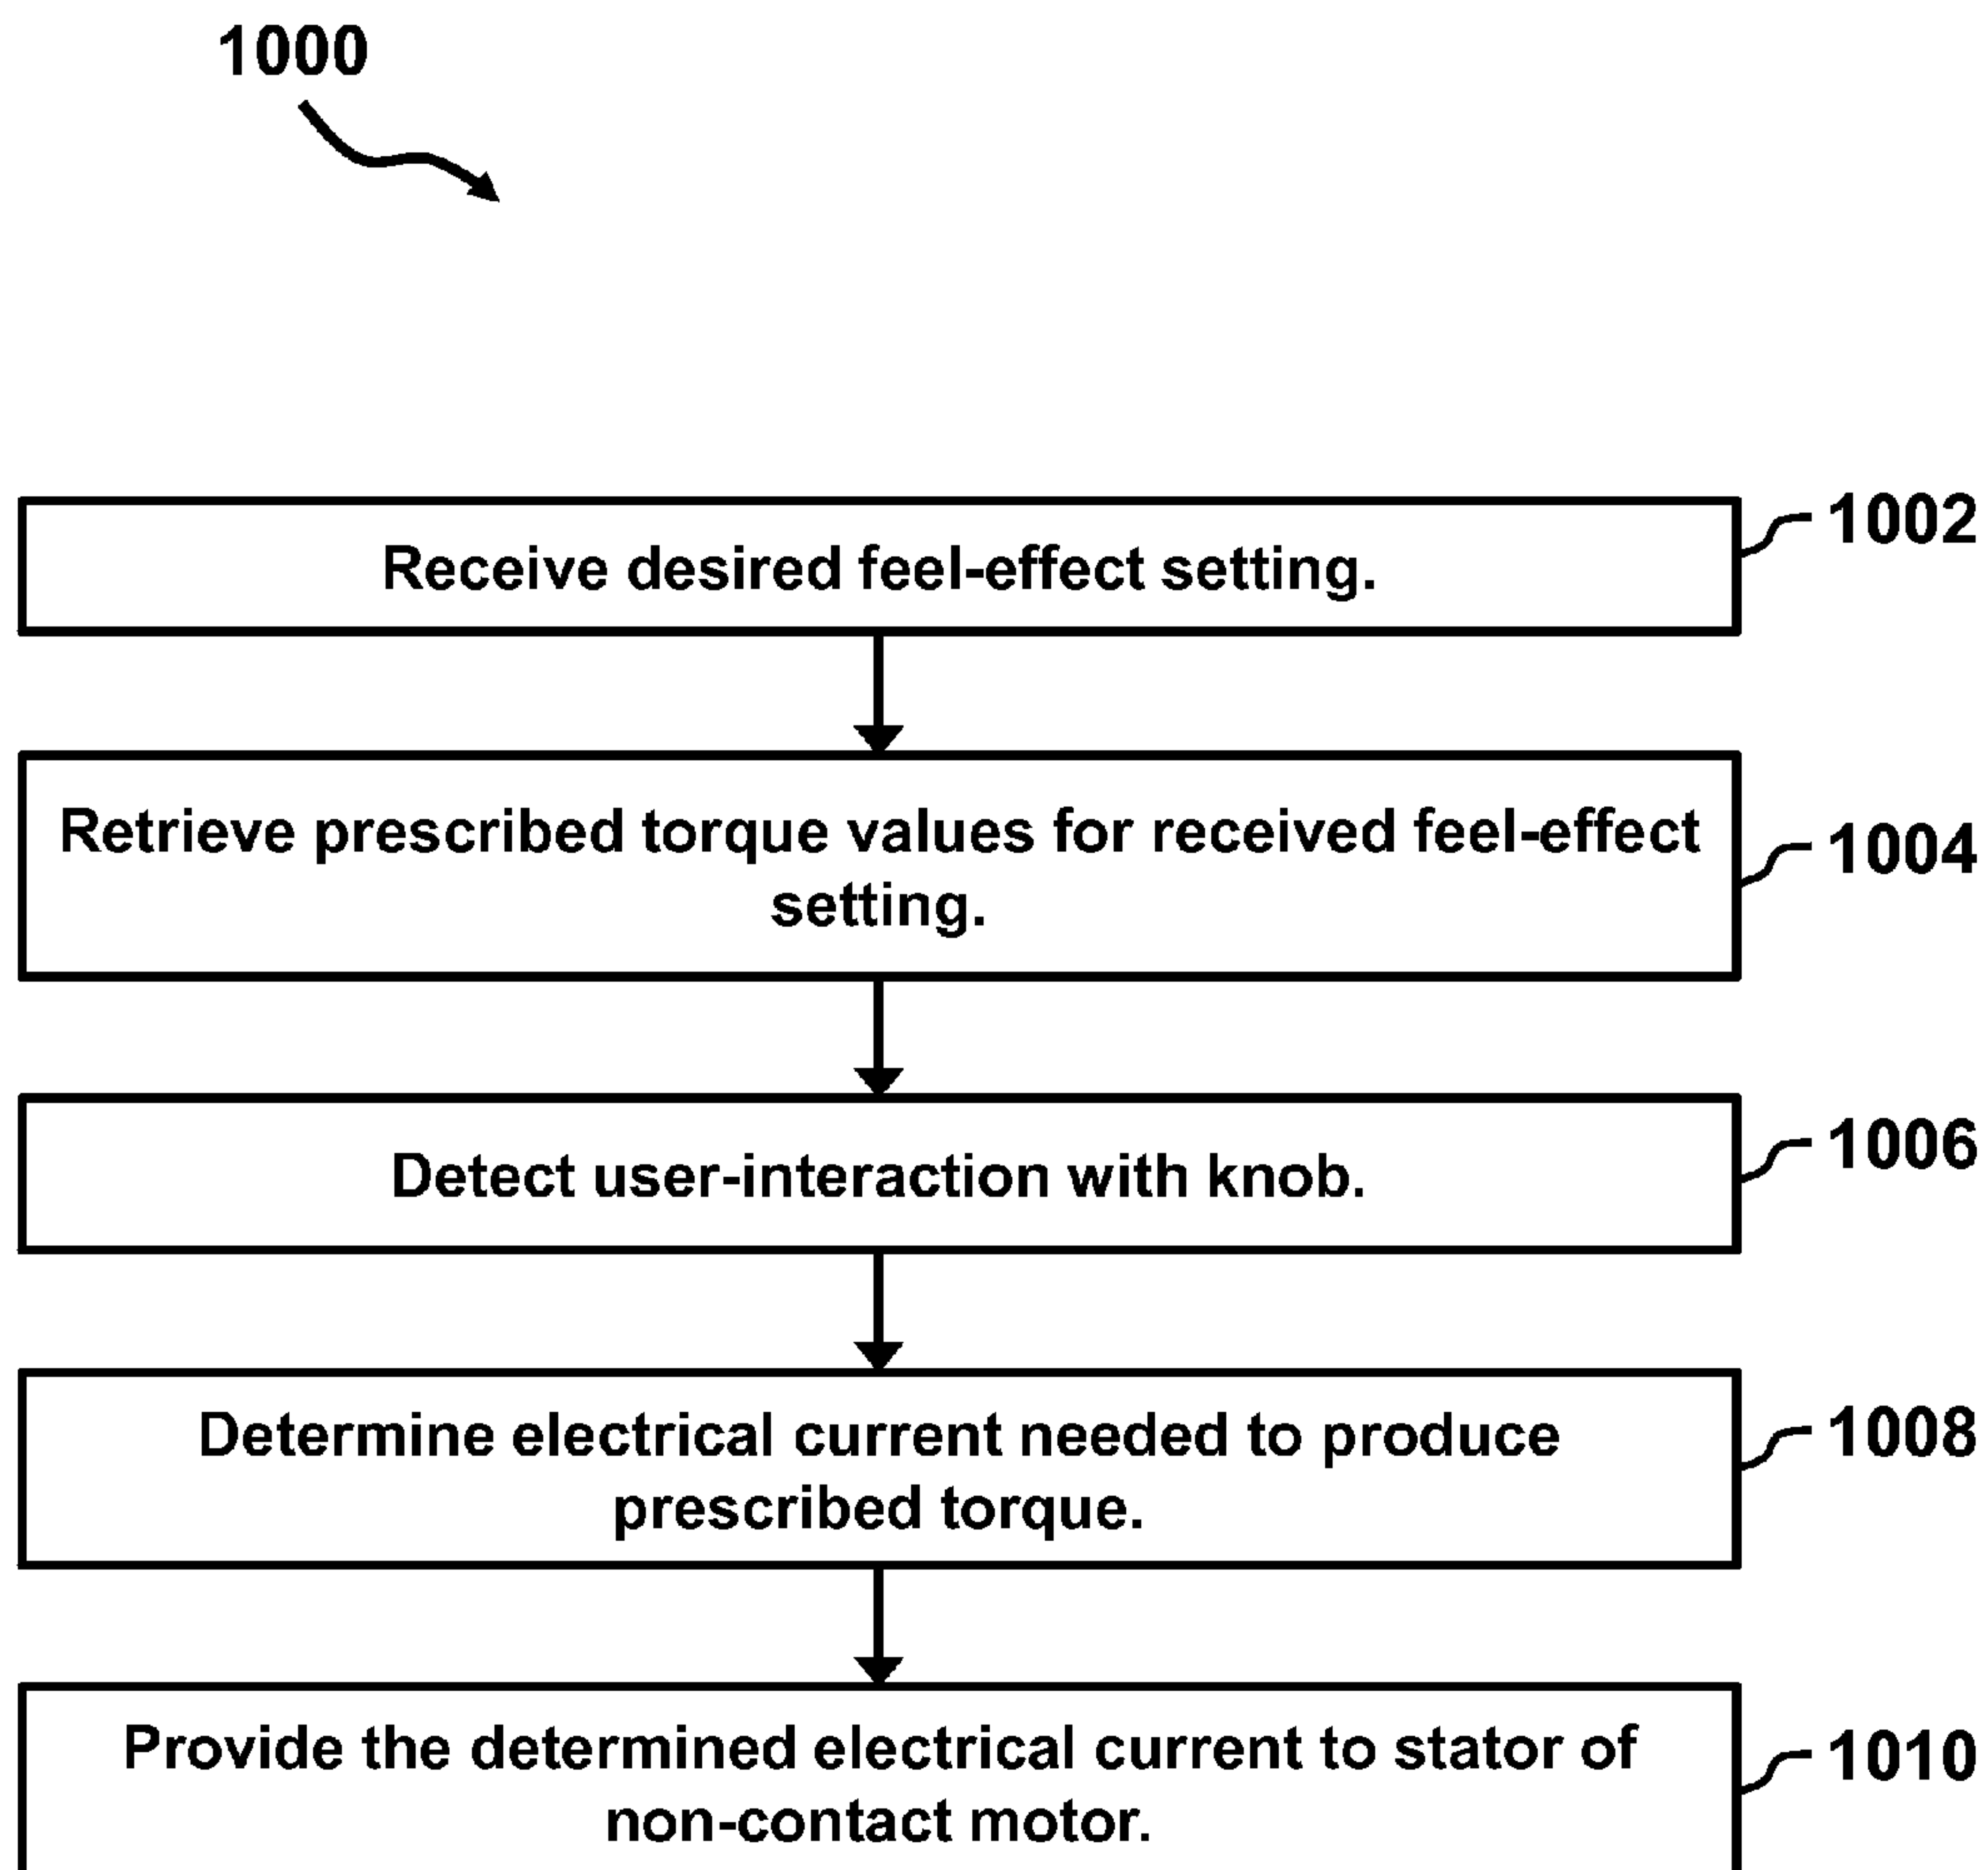 1000
Receive desired feel-effect setting.
1002
Retrieve prescribed torque values for received feel-effect
setting.
1004
Detect user-interaction with knob.
1006
Determine electrical current needed to produce
prescribed torque.
1008
Provide the determined electrical current to stator of
non-contact motor.
1010